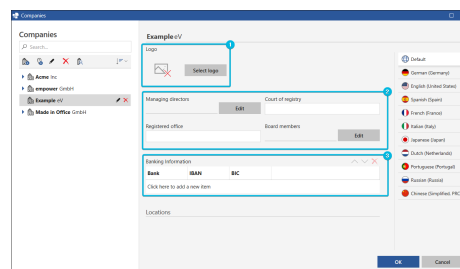 Companies
Companies
Search...
Acme Inc
empower GmbH
Example eV
Made in Office GmbH
Example eV
Logo
1
Select logo
2
Managing directors
Court of registry
Edit
Registered office
Board members
Edit
3
Banking Information
Bank IBAN BIC
Click here to add a new item
Locations
Default
German (Germany)
English (United States)
Spanish (Spain)
French (France)
Italian (Italy)
Japanese (Japan)
Dutch (Netherlands)
Portuguese (Portugal)
Russian (Russia)
Chinese (Simplified, PRC
OK Cancel